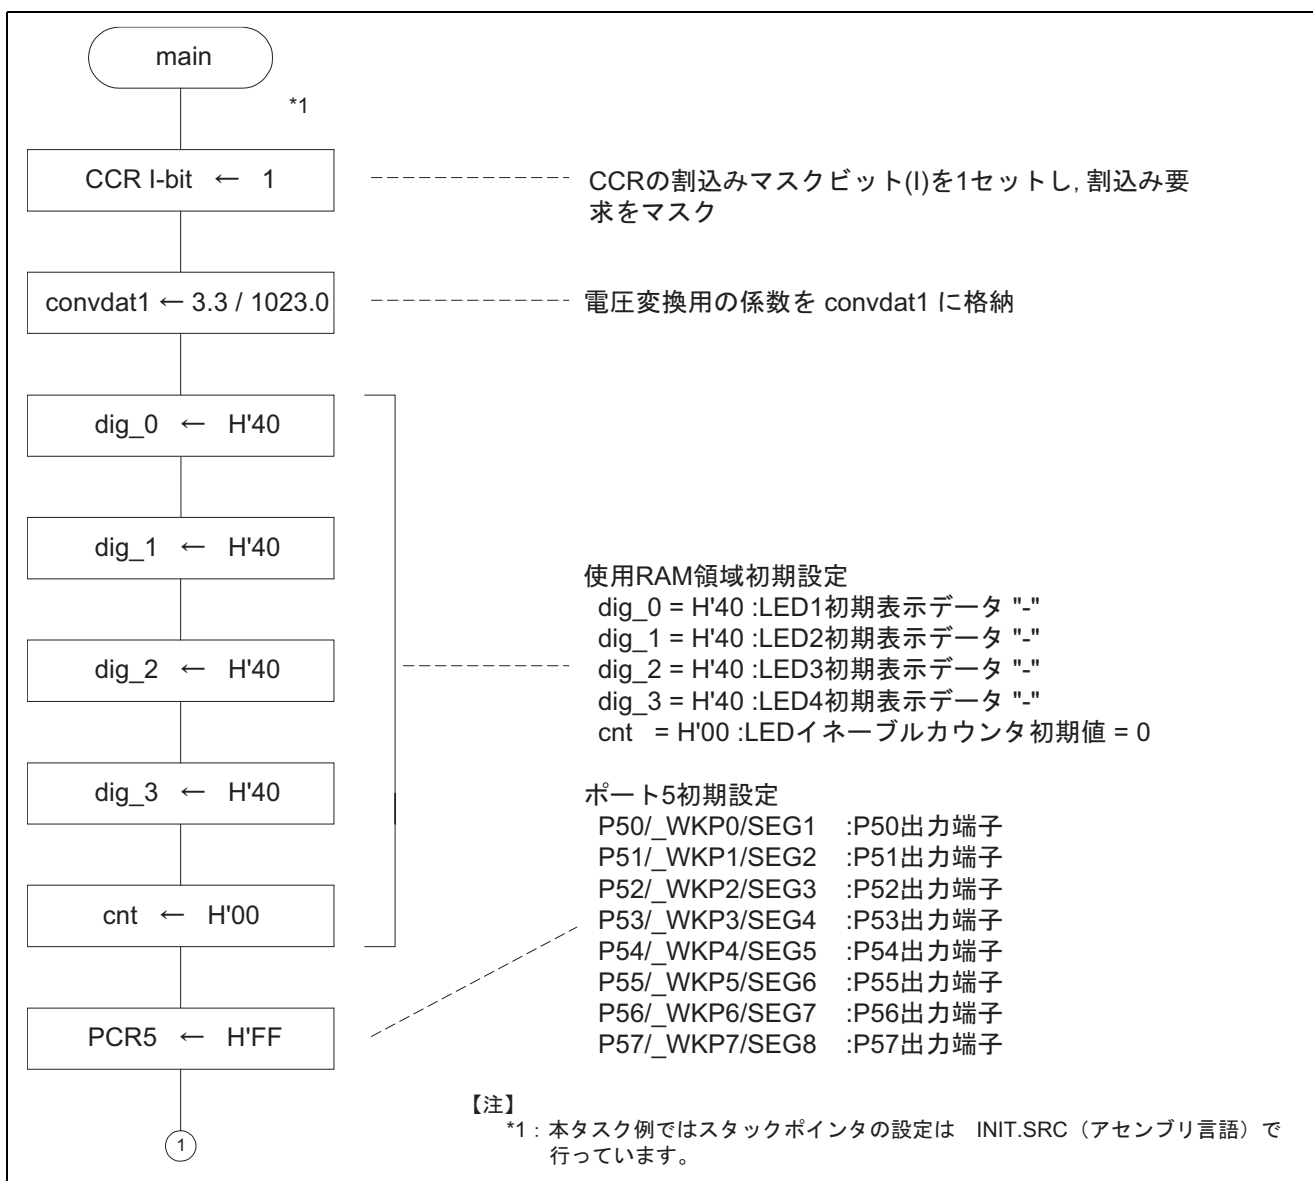 main
*1
CCR I-bit ← 1
CCRの割込みマスクビット(I)を1セットし, 割込み要
求をマスク
convdat1 ← 3.3 / 1023.0
電圧変換用の係数を convdat1 に格納
dig_0 ← H'40
dig_1 ← H'40
dig_2 ← H'40
dig_3 ← H'40
cnt ← H'00
使用RAM領域初期設定
dig_0 = H'40 :LED1初期表示データ "-"
dig_1 = H'40 :LED2初期表示データ "-"
dig_2 = H'40 :LED3初期表示データ "-"
dig_3 = H'40 :LED4初期表示データ "-"
cnt = H'00 :LEDイネーブルカウンタ初期値 = 0
PCR5 ← H'FF
ポート5初期設定
P50/_WKP0/SEG1 :P50出力端子
P51/_WKP1/SEG2 :P51出力端子
P52/_WKP2/SEG3 :P52出力端子
P53/_WKP3/SEG4 :P53出力端子
P54/_WKP4/SEG5 :P54出力端子
P55/_WKP5/SEG6 :P55出力端子
P56/_WKP6/SEG7 :P56出力端子
P57/_WKP7/SEG8 :P57出力端子
1
【注】
*1 : 本タスク例ではスタックポインタの設定は INIT.SRC（アセンブリ言語）で
行っています。